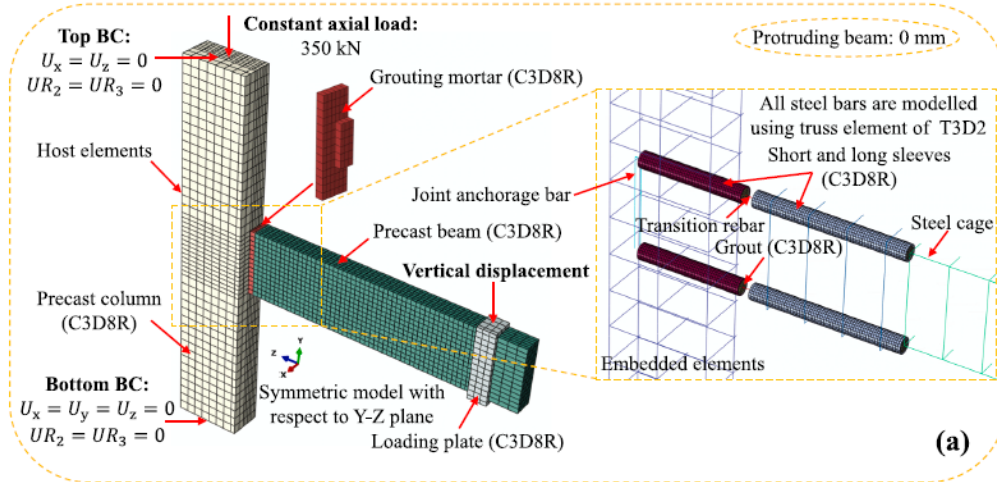 Top BC:
Uₓ = U_z = 0
UR₂ = UR₃ = 0
Constant axial load:
350 kN
Grouting mortar (C3D8R)
Host elements
Precast column
(C3D8R)
Bottom BC:
Uₓ = U_y = U_z = 0
UR₂ = UR₃ = 0
Precast beam (C3D8R)
Vertical displacement
Y
Z
X
Symmetric model with
respect to Y-Z plane
Loading plate (C3D8R)
Protruding beam: 0 mm
All steel bars are modelled
using truss element of T3D2
Short and long sleeves
(C3D8R)
Joint anchorage bar
Transition rebar
Grout (C3D8R)
Steel cage
Embedded elements
(a)